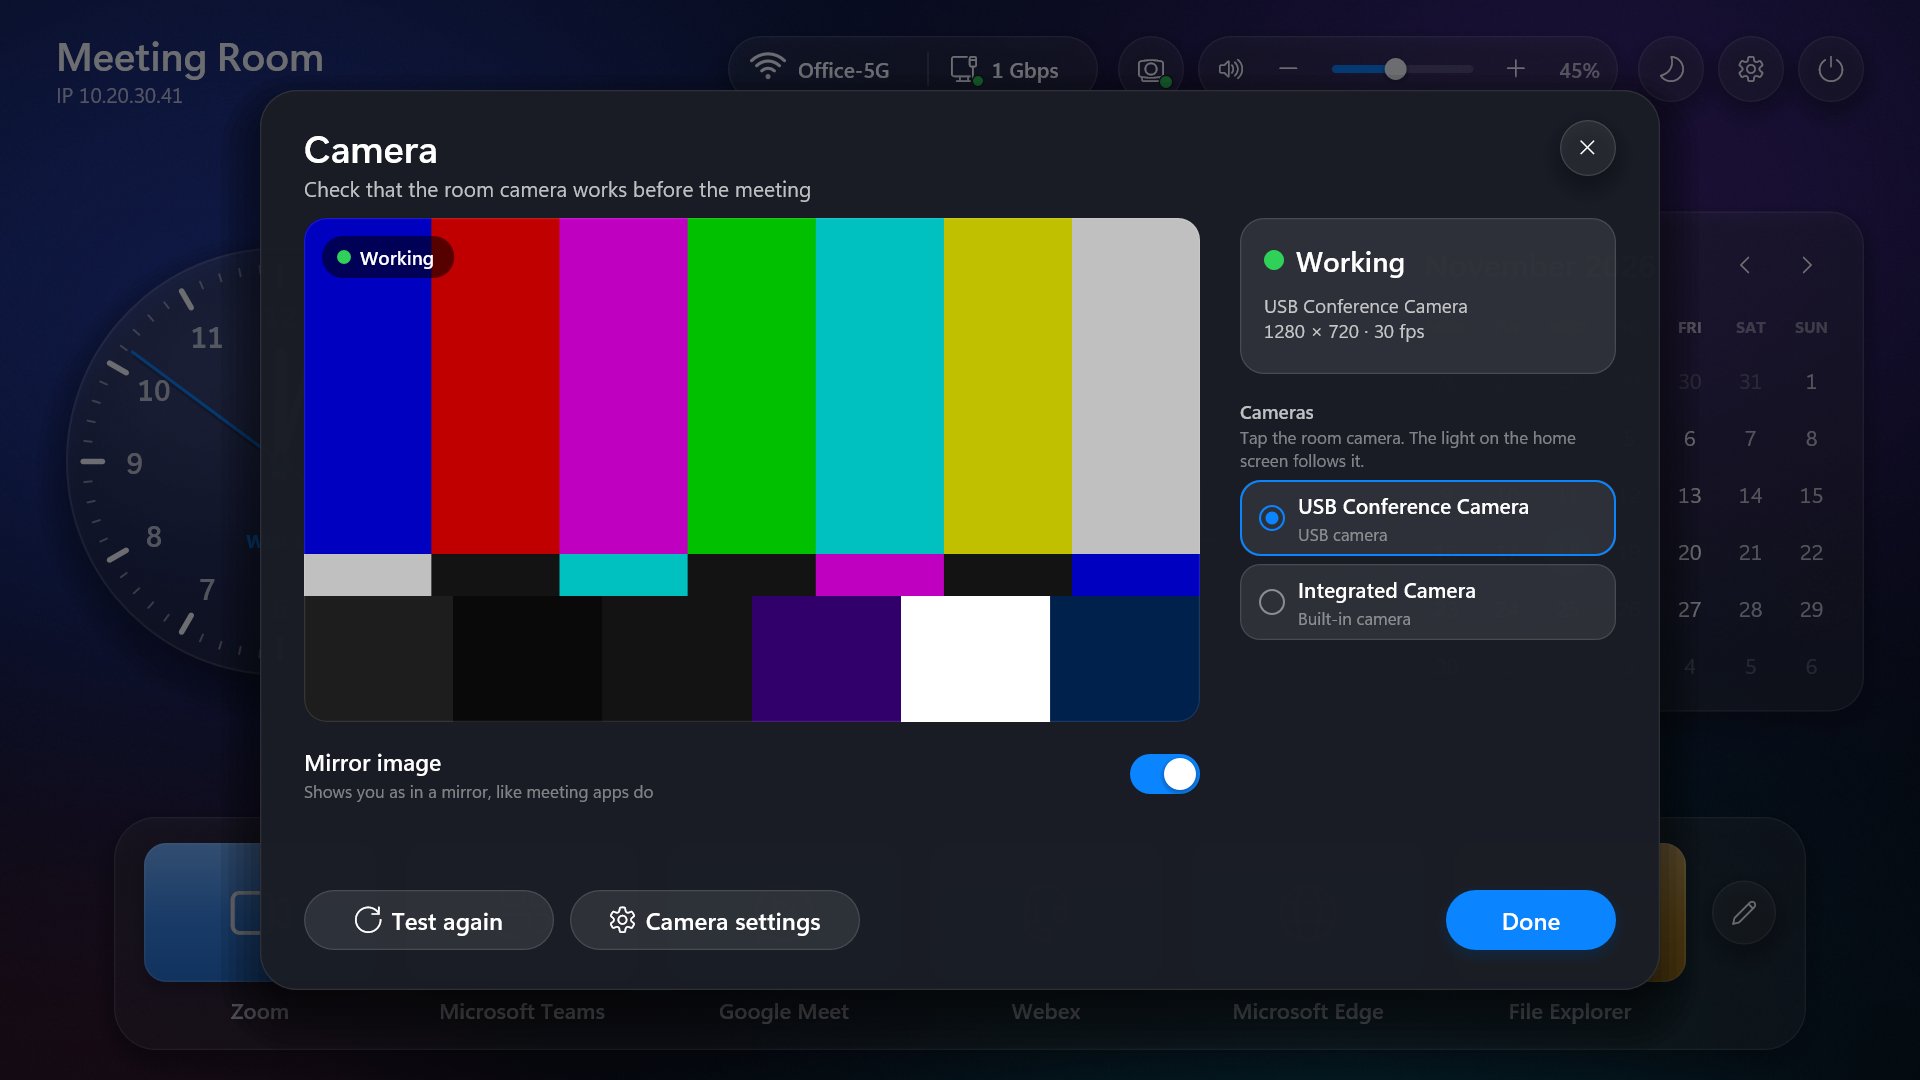 Meeting Room
IP 10.20.30.41
Office-5G
1 Gbps
45%
Camera
Check that the room camera works before the meeting
Working
Working
USB Conference Camera
1280 × 720 · 30 fps
Cameras
Tap the room camera. The light on the home
screen follows it.
USB Conference Camera
USB camera
Integrated Camera
Built-in camera
Mirror image
Shows you as in a mirror, like meeting apps do
Test again
Camera settings
Done
11
10
9
8
7
November 2026
FRI SAT SUN
30 31 1
6 7 8
13 14 15
20 21 22
27 28 29
4 5 6
Zoom
Microsoft Teams
Google Meet
Webex
Microsoft Edge
File Explorer